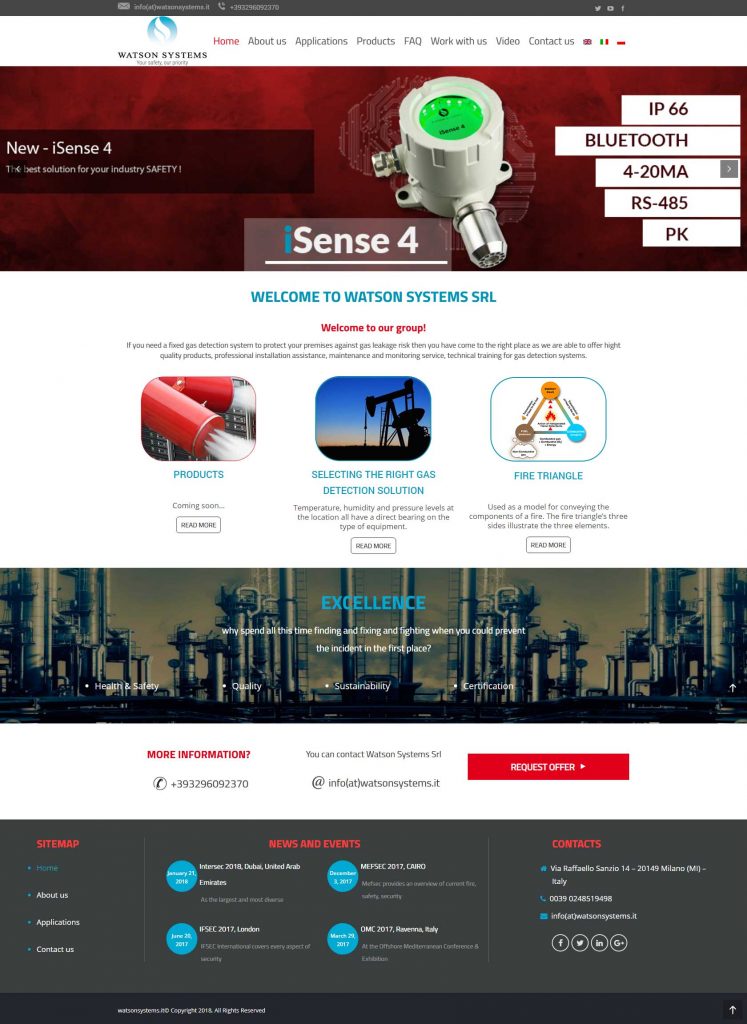 info(at)watsonsystems.it +393296092370
WATSON SYSTEMS
Your safety, our priority
Home About us Applications Products FAQ Work with us Video Contact us
IP 66
BLUETOOTH
4-20MA
RS-485
PK
New - iSense 4
The best solution for your industry SAFETY !
iSense 4
iSense 4
WELCOME TO WATSON SYSTEMS SRL
Welcome to our group!
If you need a fixed gas detection system to protect your premises against gas leakage risk then you have come to the right place as we are able to offer hight
quality products, professional installation assistance, maintenance and monitoring service, technical training for gas detection systems.
PRODUCTS
Coming soon...
READ MORE
SELECTING THE RIGHT GAS
DETECTION SOLUTION
Temperature, humidity and pressure levels at
the location all have a direct bearing on the
type of equipment.
READ MORE
FIRE TRIANGLE
Used as a model for conveying the
components of a fire. The fire triangle's three
sides illustrate the three elements.
READ MORE
EXCELLENCE
why spend all this time finding and fixing and fighting when you could prevent
the incident in the first place?
• Health & Safety • Quality • Sustainability • Certification
MORE INFORMATION?
+393296092370
You can contact Watson Systems Srl
@ info(at)watsonsystems.it
REQUEST OFFER
SITEMAP
Home
About us
Applications
Contact us
NEWS AND EVENTS
January 21,
2018
Intersec 2018, Dubai, United Arab
Emirates
As the largest and most diverse
December
3, 2017
MEFSEC 2017, CAIRO
Mefsec provides an overview of current fire,
safety, security
June 20,
2017
IFSEC 2017, London
IFSEC International covers every aspect of
security
March 29,
2017
OMC 2017, Ravenna, Italy
At the Offshore Mediterranean Conference &
Exhibition
CONTACTS
Via Raffaello Sanzio 14 – 20149 Milano (MI) –
Italy
0039 0248519498
info(at)watsonsystems.it
watsonsystems.it© Copyright 2018. All Rights Reserved